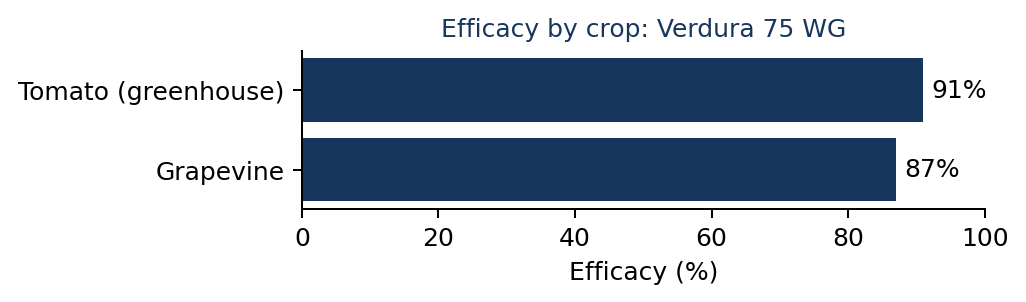 Efficacy by crop: Verdura 75 WG
Tomato (greenhouse) 91%
Grapevine 87%
0 20 40 60 80 100
Efficacy (%)